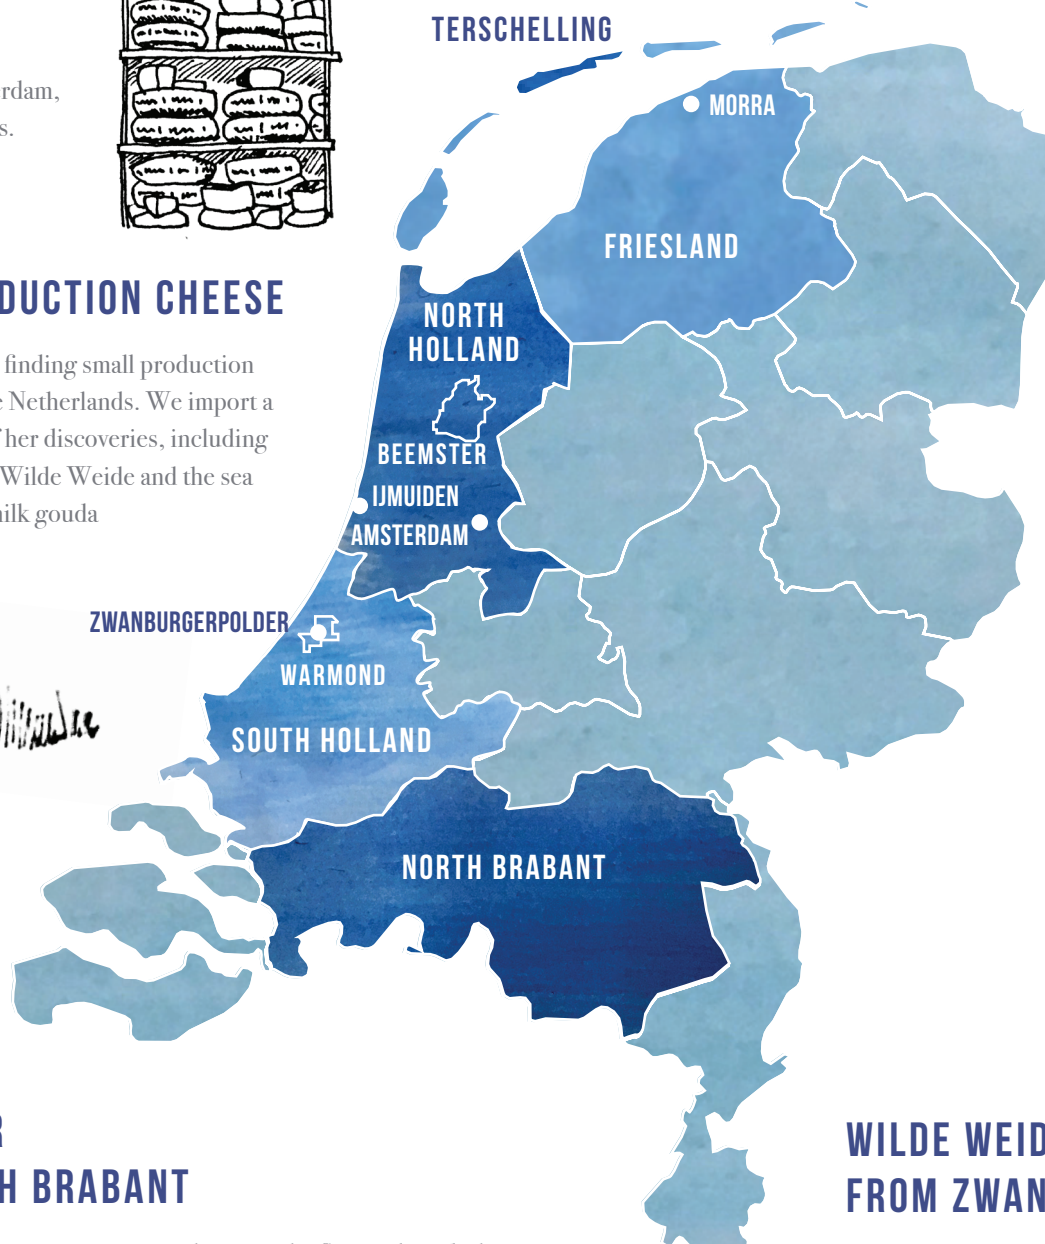 TERSCHELLING
rdam,
s.
MORRA
FRIESLAND
DUCTION CHEESE
NORTH
HOLLAND
finding small production
Netherlands. We import a
her discoveries, including
Wilde Weide and the sea
milk gouda
BEEMSTER
IJMUIDEN
AMSTERDAM
ZWANBURGERPOLDER
WARMOND
SOUTH HOLLAND
NORTH BRABANT
R
H BRABANT
WILDE WEID
FROM ZWAN